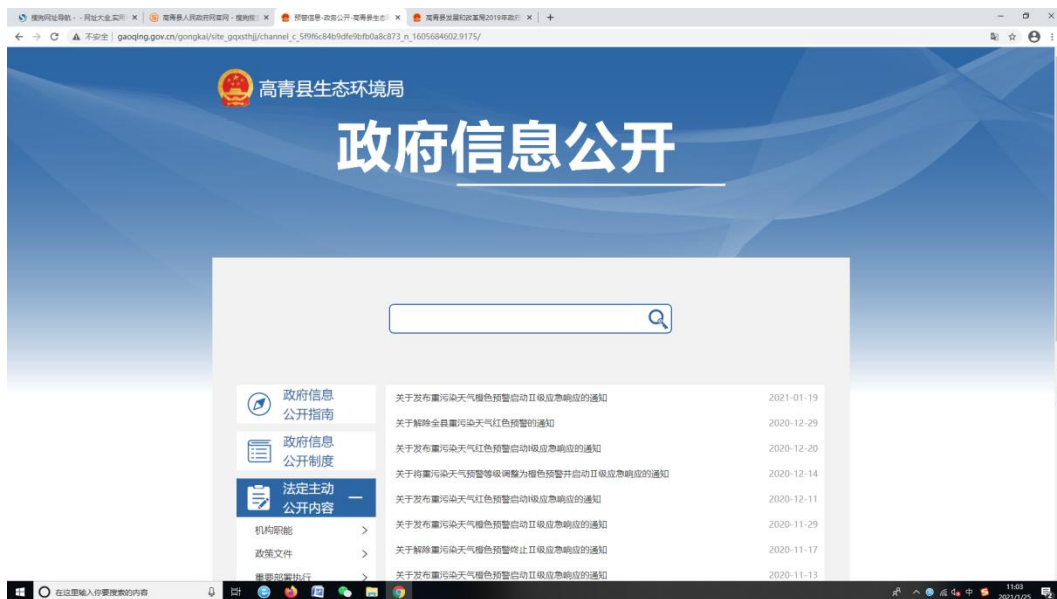 搜狗网址导航 - - 网址大全,实用
高青县人民政府网官网 - 搜狗搜
预警信息-政务公开-高青县生态
高青县发展和改革局2019年政府
不安全 | gaoqing.gov.cn/gongkai/site_gqxsthjj/channel_c_5f9f6c84b9dfe9bfb0a8c873_n_1605684602.9175/
高青县生态环境局
政府信息公开
政府信息
公开指南
政府信息
公开制度
法定主动
公开内容
机构职能
政策文件
重要部署执行
关于发布重污染天气橙色预警启动II级应急响应的通知 2021-01-19
关于解除全县重污染天气红色预警的通知 2020-12-29
关于发布重污染天气红色预警启动I级应急响应的通知 2020-12-20
关于将重污染天气预警等级调整为橙色预警并启动II级应急响应的通知 2020-12-14
关于发布重污染天气红色预警启动I级应急响应的通知 2020-12-11
关于发布重污染天气橙色预警启动II级应急响应的通知 2020-11-29
关于解除重污染天气橙色预警终止II级应急响应的通知 2020-11-17
关于发布重污染天气橙色预警启动II级应急响应的通知 2020-11-13
在这里输入你要搜索的内容
中
11:03
2021/1/25